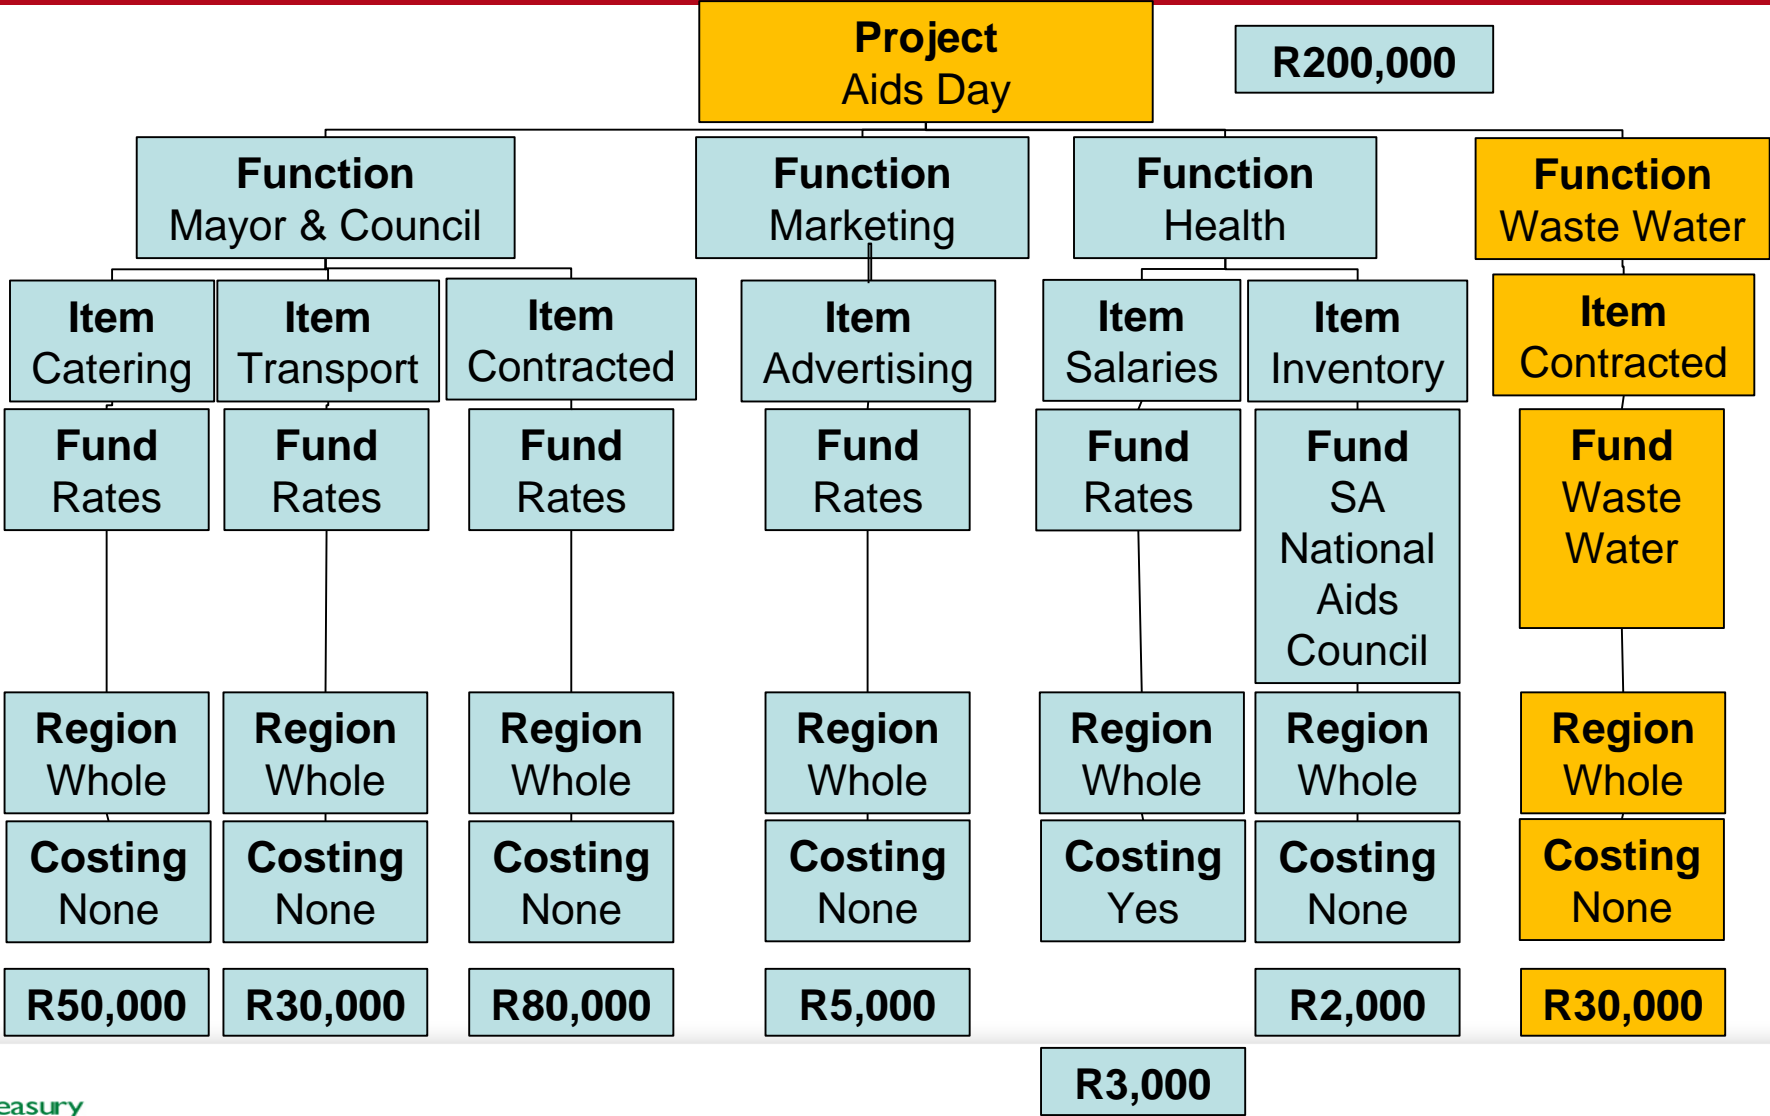 Project
Aids Day
R200,000
Function
Mayor & Council
Function
Marketing
Function
Health
Function
Waste Water
Item
Catering
Item
Transport
Item
Contracted
Item
Advertising
Item
Salaries
Item
Inventory
Item
Contracted
Fund
Rates
Fund
Rates
Fund
Rates
Fund
Rates
Fund
Rates
Fund
SA
National
Aids
Council
Fund
Waste
Water
Region
Whole
Region
Whole
Region
Whole
Region
Whole
Region
Whole
Region
Whole
Region
Whole
Costing
None
Costing
None
Costing
None
Costing
None
Costing
Yes
Costing
None
Costing
None
R50,000
R30,000
R80,000
R5,000
R2,000
R30,000
R3,000
easury